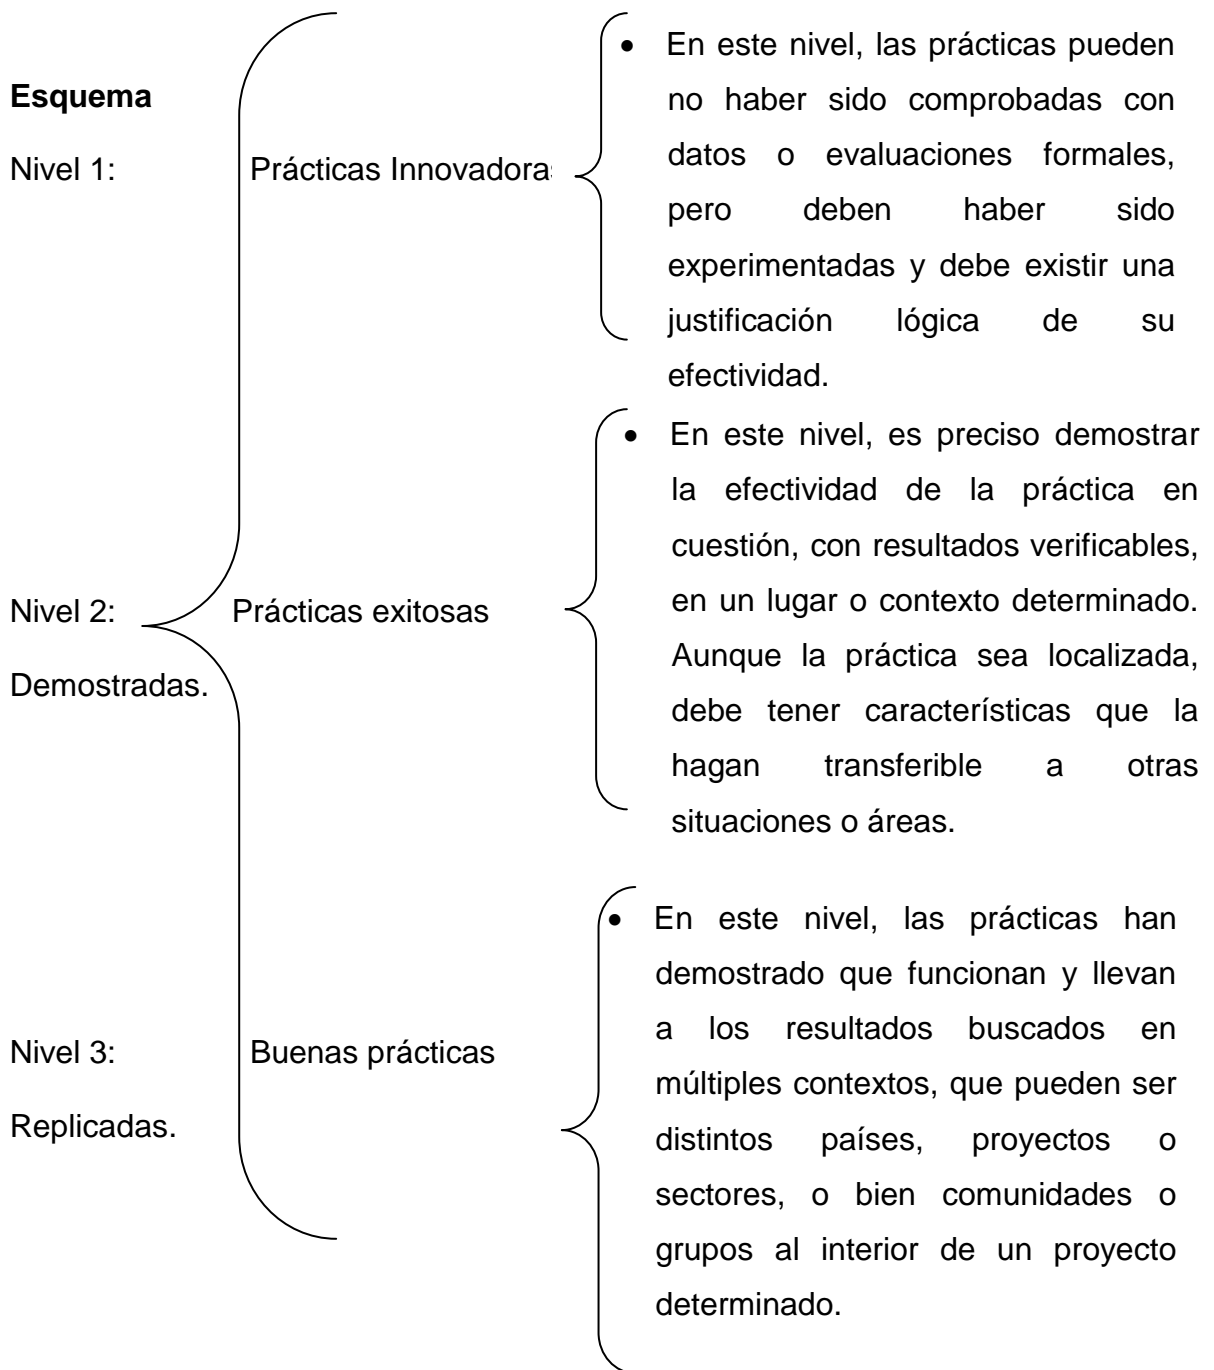 Esquema
Nivel 1:
Prácticas Innovadoras
• En este nivel, las prácticas pueden
no haber sido comprobadas con
datos o evaluaciones formales,
pero deben haber sido
experimentadas y debe existir una
justificación lógica de su
efectividad.
Nivel 2:
Demostradas.
Prácticas exitosas
• En este nivel, es preciso demostrar
la efectividad de la práctica en
cuestión, con resultados verificables,
en un lugar o contexto determinado.
Aunque la práctica sea localizada,
debe tener características que la
hagan transferible a otras
situaciones o áreas.
Nivel 3:
Replicadas.
Buenas prácticas
• En este nivel, las prácticas han
demostrado que funcionan y llevan
a los resultados buscados en
múltiples contextos, que pueden ser
distintos países, proyectos o
sectores, o bien comunidades o
grupos al interior de un proyecto
determinado.